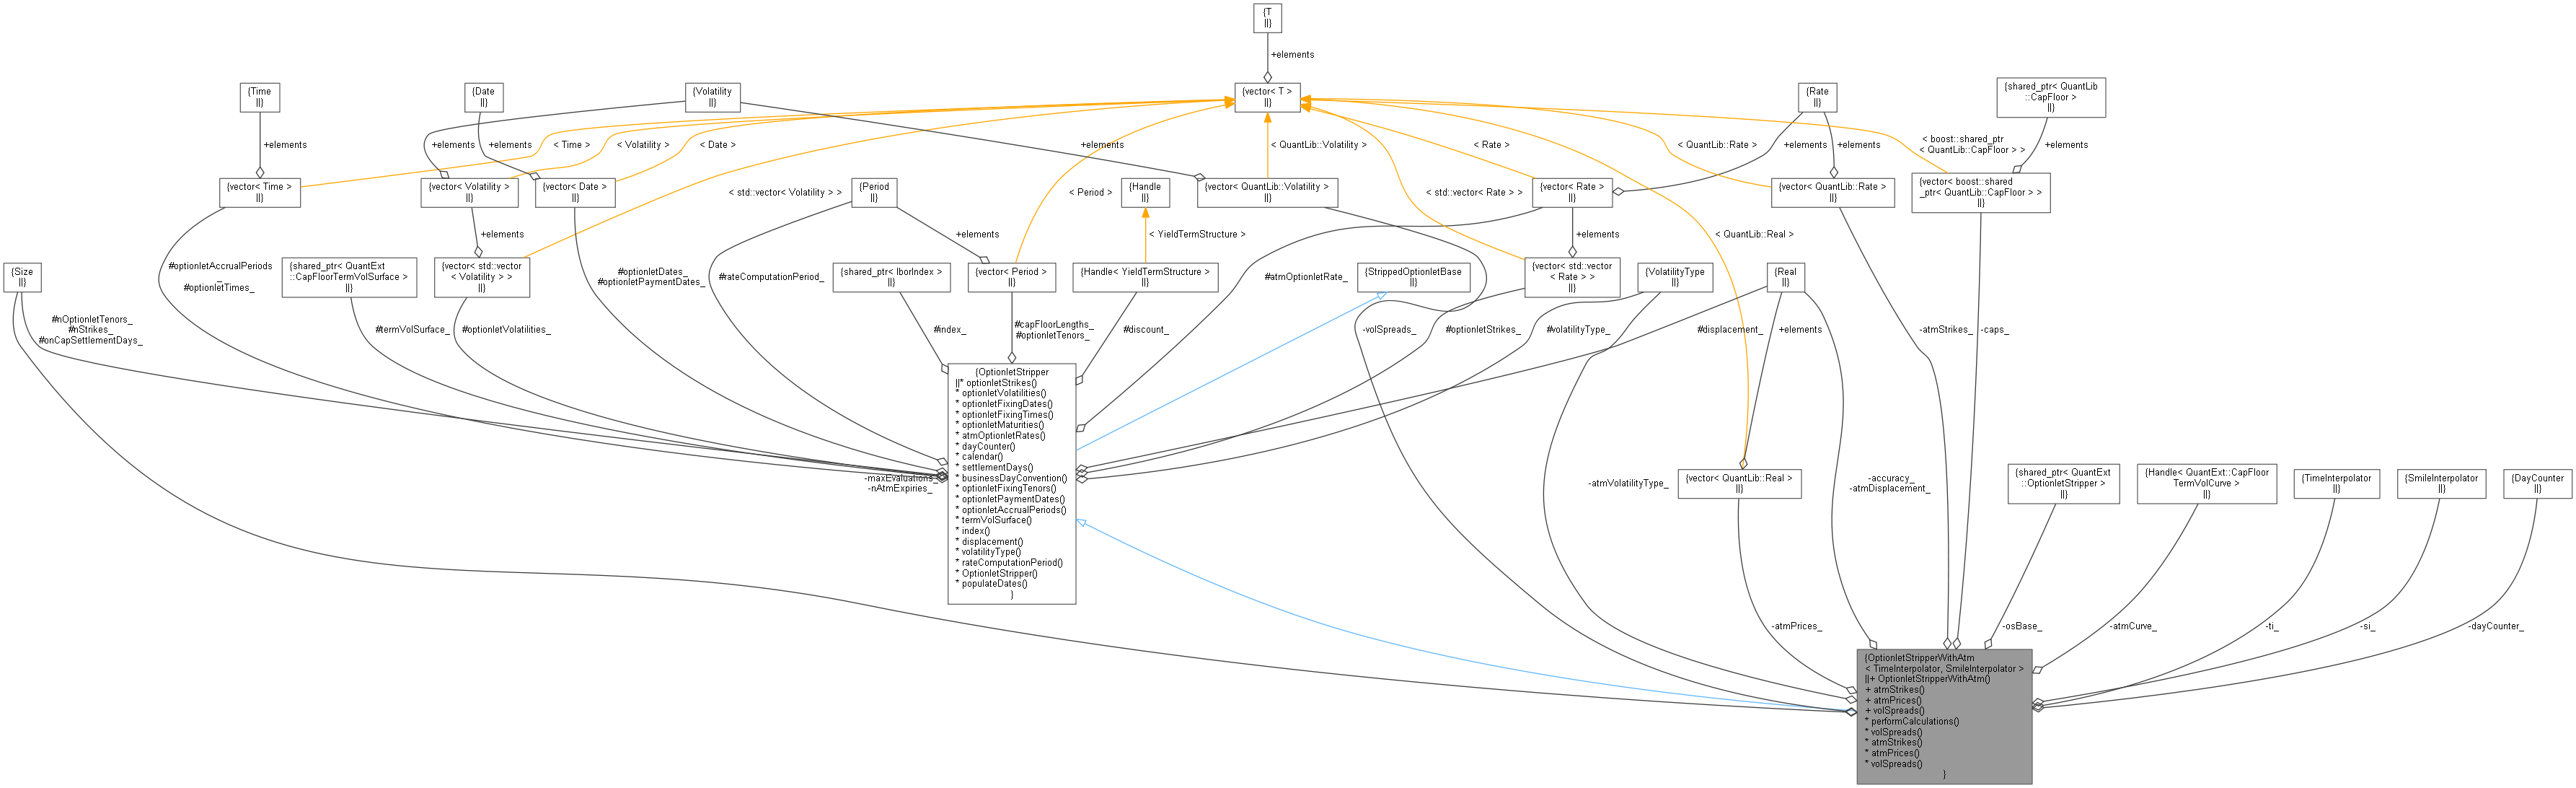 {T
||}
+elements
{Time
||}
{Date
||}
{Volatility
||}
{vector< T >
||}
{Rate
||}
{shared_ptr< QuantLib
::CapFloor >
||}
+elements
+elements
< Time >
< Volatility >
+elements
< Date >
+elements
< QuantLib::Volatility >
< Rate >
< QuantLib::Rate >
+elements
+elements
< boost::shared_ptr
< QuantLib::CapFloor > >
+elements
{vector< Time >
||}
{vector< Volatility >
||}
{vector< Date >
||}
< std::vector< Volatility > >
{Period
||}
< Period >
{Handle
||}
{vector< QuantLib::Volatility >
||}
< std::vector< Rate > >
{vector< Rate >
||}
{vector< QuantLib::Rate >
||}
{vector< boost::shared
_ptr< QuantLib::CapFloor > >
||}
+elements
+elements
< YieldTermStructure >
+elements
< QuantLib::Real >
{Size
||}
#optionletAccrualPeriods
_
#optionletTimes_
{shared_ptr< QuantExt
::CapFloorTermVolSurface >
||}
{vector< std::vector
< Volatility > >
||}
#optionletDates_
#optionletPaymentDates_
#rateComputationPeriod_
{shared_ptr< IborIndex >
||}
{vector< Period >
||}
{Handle< YieldTermStructure >
||}
#atmOptionletRate_
{StrippedOptionletBase
||}
{vector< std::vector
< Rate > >
||}
{VolatilityType
||}
{Real
||}
#nOptionletTenors_
#nStrikes_
#onCapSettlementDays_
#termVolSurface_
#optionletVolatilities_
#index_
#capFloorLengths_
#optionletTenors_
#discount_
-volSpreads_
#optionletStrikes_
#volatilityType_
#displacement_
+elements
-atmStrikes_
-caps_
{OptionletStripper
||* optionletStrikes()
* optionletVolatilities()
* optionletFixingDates()
* optionletFixingTimes()
* optionletMaturities()
* atmOptionletRates()
* dayCounter()
* calendar()
* settlementDays()
* businessDayConvention()
* optionletFixingTenors()
* optionletPaymentDates()
* optionletAccrualPeriods()
* termVolSurface()
* index()
* displacement()
* volatilityType()
* rateComputationPeriod()
* OptionletStripper()
* populateDates()
}
-maxEvaluations_
-nAtmExpiries_
-atmVolatilityType_
{vector< QuantLib::Real >
||}
-accuracy_
-atmDisplacement_
{shared_ptr< QuantExt
::OptionletStripper >
||}
{Handle< QuantExt::CapFloor
TermVolCurve >
||}
{TimeInterpolator
||}
{SmileInterpolator
||}
{DayCounter
||}
-atmPrices_
-osBase_
-atmCurve_
-ti_
-si_
-dayCounter_
{OptionletStripperWithAtm
< TimeInterpolator, SmileInterpolator >
||+ OptionletStripperWithAtm()
+ atmStrikes()
+ atmPrices()
+ volSpreads()
* performCalculations()
* volSpreads()
* atmStrikes()
* atmPrices()
* volSpreads()
}